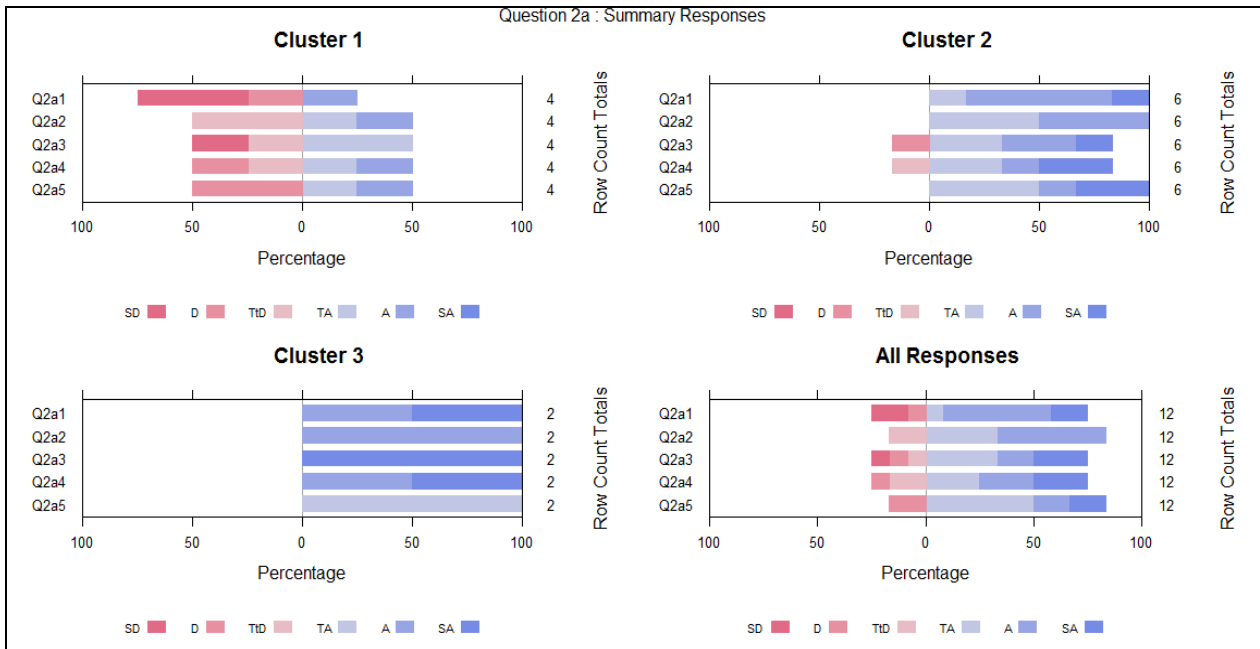 Question 2a : Summary Responses
Cluster 1
Q2a1 4
Q2a2 4
Q2a3 4
Q2a4 4
Q2a5 4
Row Count Totals
100 50 0 50 100
Percentage
SD D TtD TA A SA
Cluster 2
Q2a1 6
Q2a2 6
Q2a3 6
Q2a4 6
Q2a5 6
Row Count Totals
100 50 0 50 100
Percentage
SD D TtD TA A SA
Cluster 3
Q2a1 2
Q2a2 2
Q2a3 2
Q2a4 2
Q2a5 2
Row Count Totals
100 50 0 50 100
Percentage
SD D TtD TA A SA
All Responses
Q2a1 12
Q2a2 12
Q2a3 12
Q2a4 12
Q2a5 12
Row Count Totals
100 50 0 50 100
Percentage
SD D TtD TA A SA